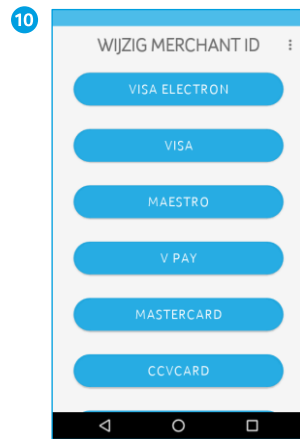 10
WIJZIG MERCHANT ID
VISA ELECTRON
VISA
MAESTRO
V PAY
MASTERCARD
CCVCARD